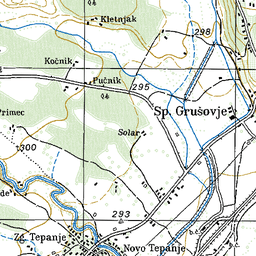 Kletnjak
298
Kočnik
Pučnik
295
Sp. Grušovje
Primec
Solar
300
293
Zg. Tepanje
Novo Tepanje